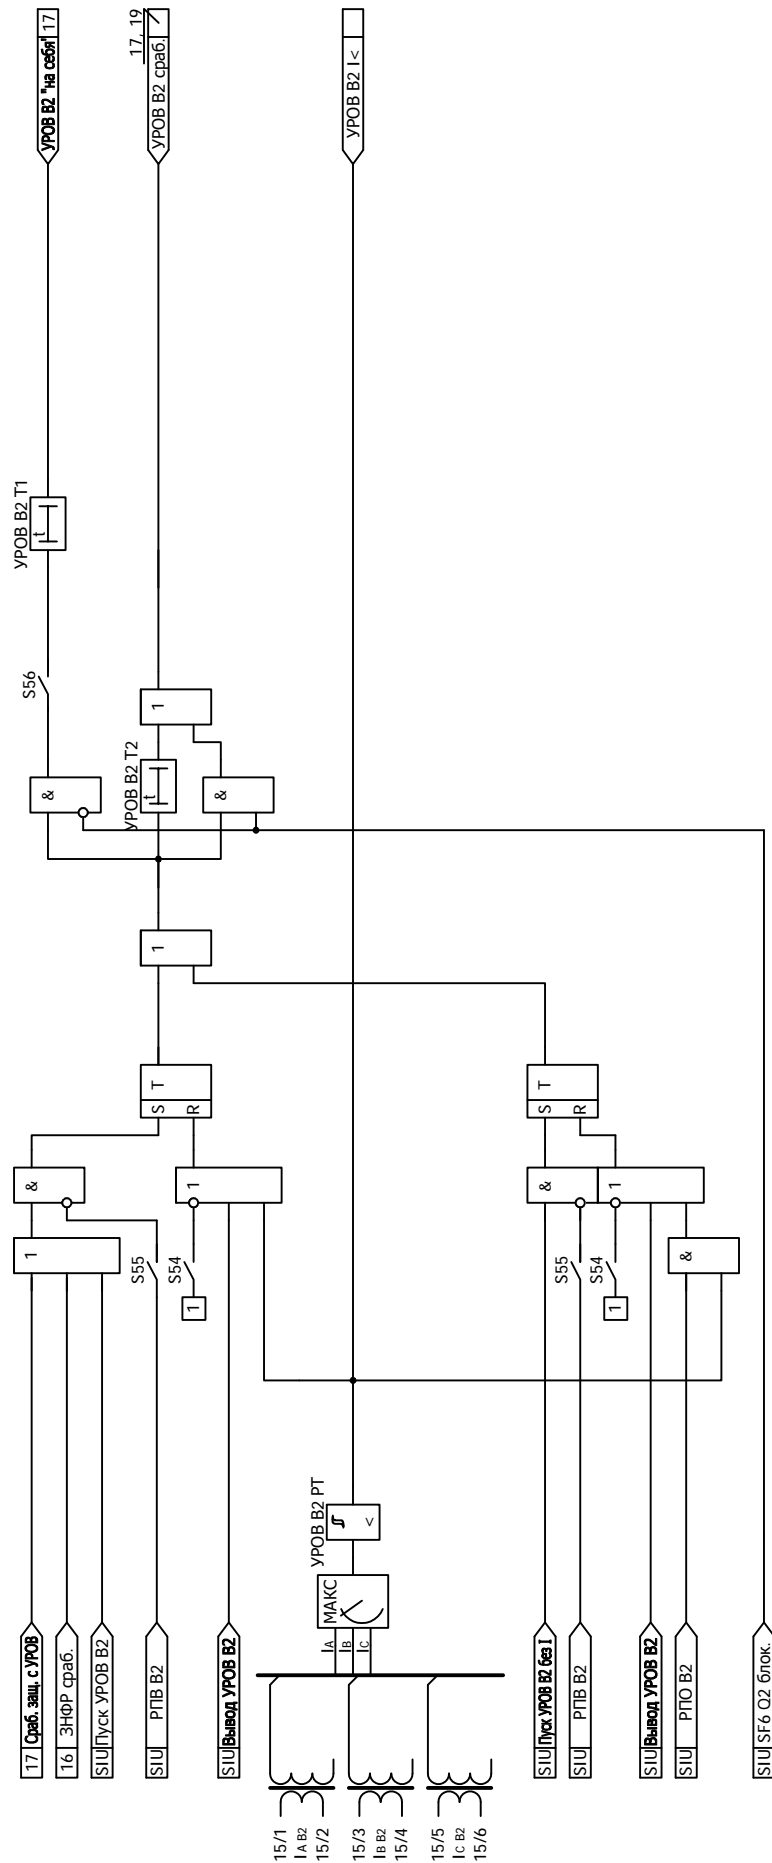 17 Сраб. защ. с УРОВ
16 ЗНФР сраб.
SIU Пуск УРОВ В2
SIU РПВ В2
SIU Вывод УРОВ В2
15/1
IA В2
15/2
15/3
IB В2
15/4
15/5
IC В2
15/6
SIU Пуск УРОВ В2 без I
SIU РПВ В2
SIU Вывод УРОВ В2
SIU РПО В2
SIU SF6 Q2 блок.
IA
IB
IC
МАКС
УРОВ В2 РТ
<
1
&
S55
S54
1
1
S T
R
&
S55
S54
1
1
&
S T
R
1
&
УРОВ В2 Т2
t
&
1
S56
УРОВ В2 Т1
t
УРОВ В2 "на себя" 17
УРОВ В2 сраб.
17, 19
УРОВ В2 I<